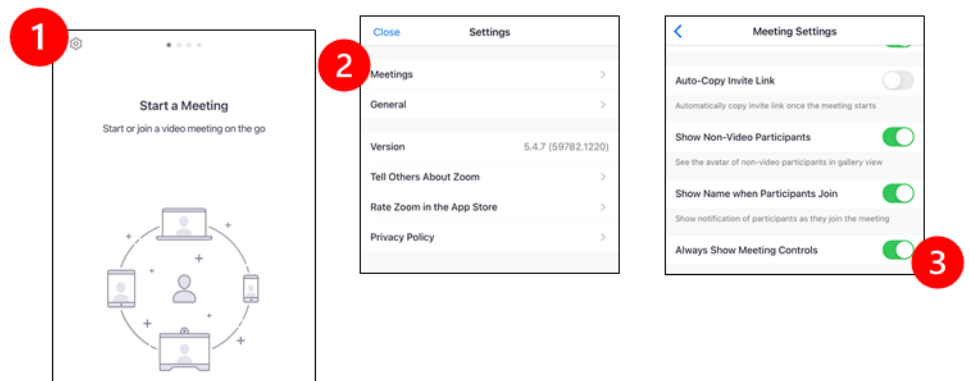 1
Start a Meeting
Start or join a video meeting on the go
2
Close Settings
Meetings
General
Version 5.4.7 (59782.1220)
Tell Others About Zoom
Rate Zoom in the App Store
Privacy Policy
Meeting Settings
Auto-Copy Invite Link
Automatically copy invite link once the meeting starts
Show Non-Video Participants
See the avatar of non-video participants in gallery view
Show Name when Participants Join
Show notification of participants as they join the meeting
Always Show Meeting Controls
3